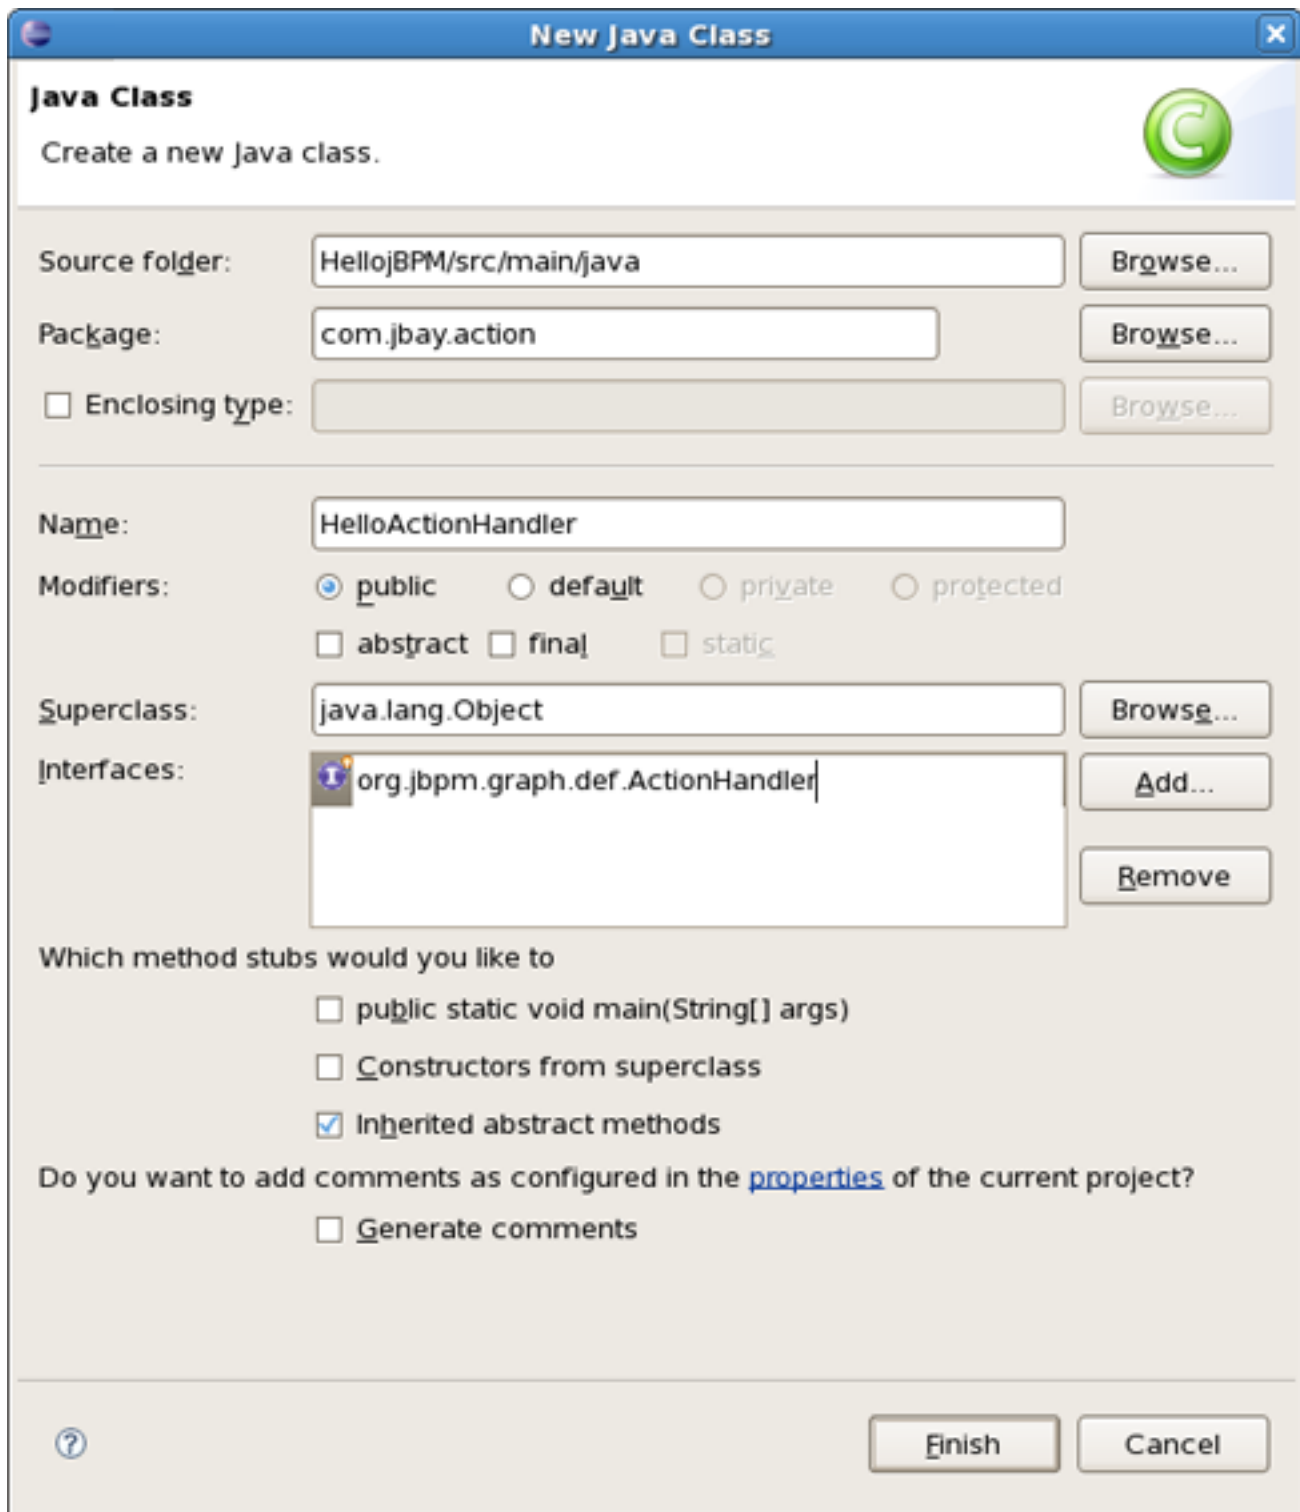 New Java Class
Java Class
Create a new Java class.
Source folder: HellojBPM/src/main/java Browse...
Package: com.jbay.action Browse...
Enclosing type: Browse...
Name: HelloActionHandler
Modifiers: public default private protected
abstract final static
Superclass: java.lang.Object Browse...
Interfaces: org.jbpm.graph.def.ActionHandler Add...
Remove
Which method stubs would you like to
public static void main(String[] args)
Constructors from superclass
Inherited abstract methods
Do you want to add comments as configured in the properties of the current project?
Generate comments
Finish Cancel